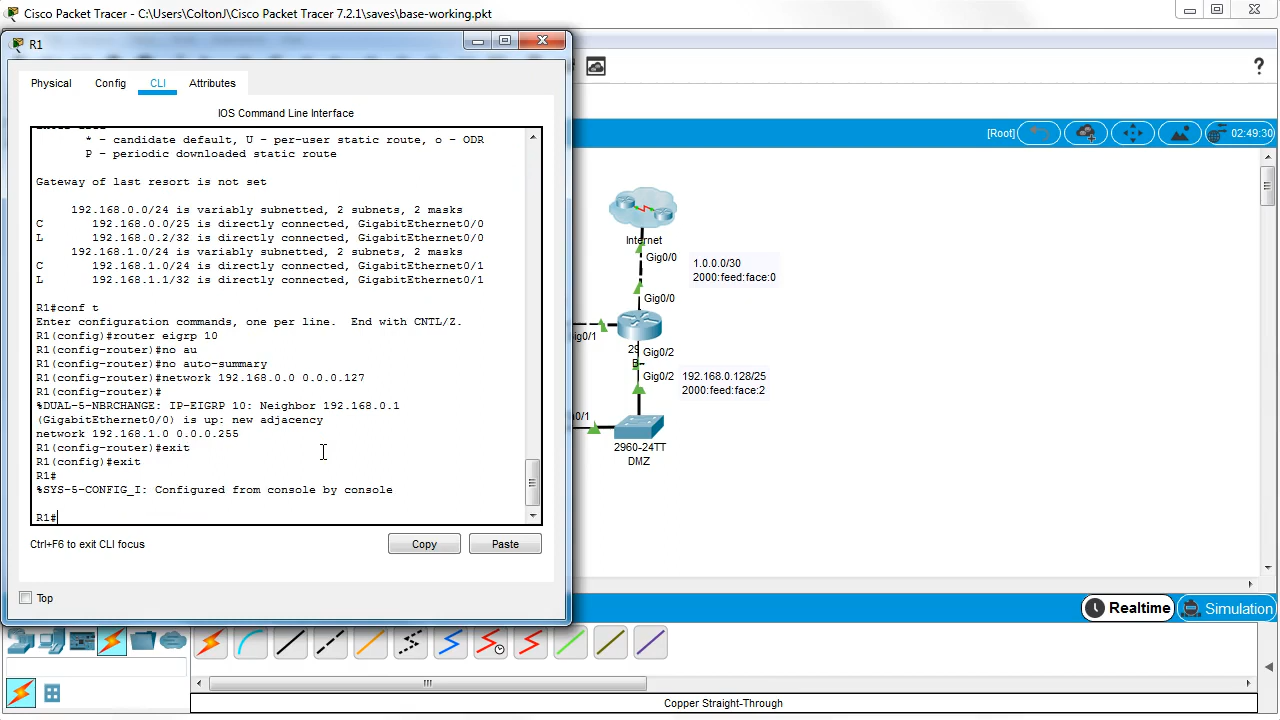 Cisco Packet Tracer - C:\Users\ColtonJ\Cisco Packet Tracer 7.2.1\saves\base-working.pkt
R1
Physical Config CLI Attributes
IOS Command Line Interface
* - candidate default, U - per-user static route, o - ODR
P - periodic downloaded static route
Gateway of last resort is not set
192.168.0.0/24 is variably subnetted, 2 subnets, 2 masks
C 192.168.0.0/25 is directly connected, GigabitEthernet0/0
L 192.168.0.2/32 is directly connected, GigabitEthernet0/0
192.168.1.0/24 is variably subnetted, 2 subnets, 2 masks
C 192.168.1.0/24 is directly connected, GigabitEthernet0/1
L 192.168.1.1/32 is directly connected, GigabitEthernet0/1
R1#conf t
Enter configuration commands, one per line. End with CNTL/Z.
R1(config)#router eigrp 10
R1(config-router)#no au
R1(config-router)#no auto-summary
R1(config-router)#network 192.168.0.0 0.0.0.127
R1(config-router)#
%DUAL-5-NBRCHANGE: IP-EIGRP 10: Neighbor 192.168.0.1
(GigabitEthernet0/0) is up: new adjacency
network 192.168.1.0 0.0.0.255
R1(config-router)#exit
R1(config)#exit
R1#
%SYS-5-CONFIG_I: Configured from console by console
R1#
Ctrl+F6 to exit CLI focus
Copy
Paste
Top
?
[Root]
02:49:30
Internet
Gig0/0
1.0.0.0/30
2000:feed:face:0
Gig0/0
ig0/1
29
Gig0/2
Gig0/2
192.168.0.128/25
2000:feed:face:2
0/1
2960-24TT
DMZ
Realtime
Simulation
Copper Straight-Through